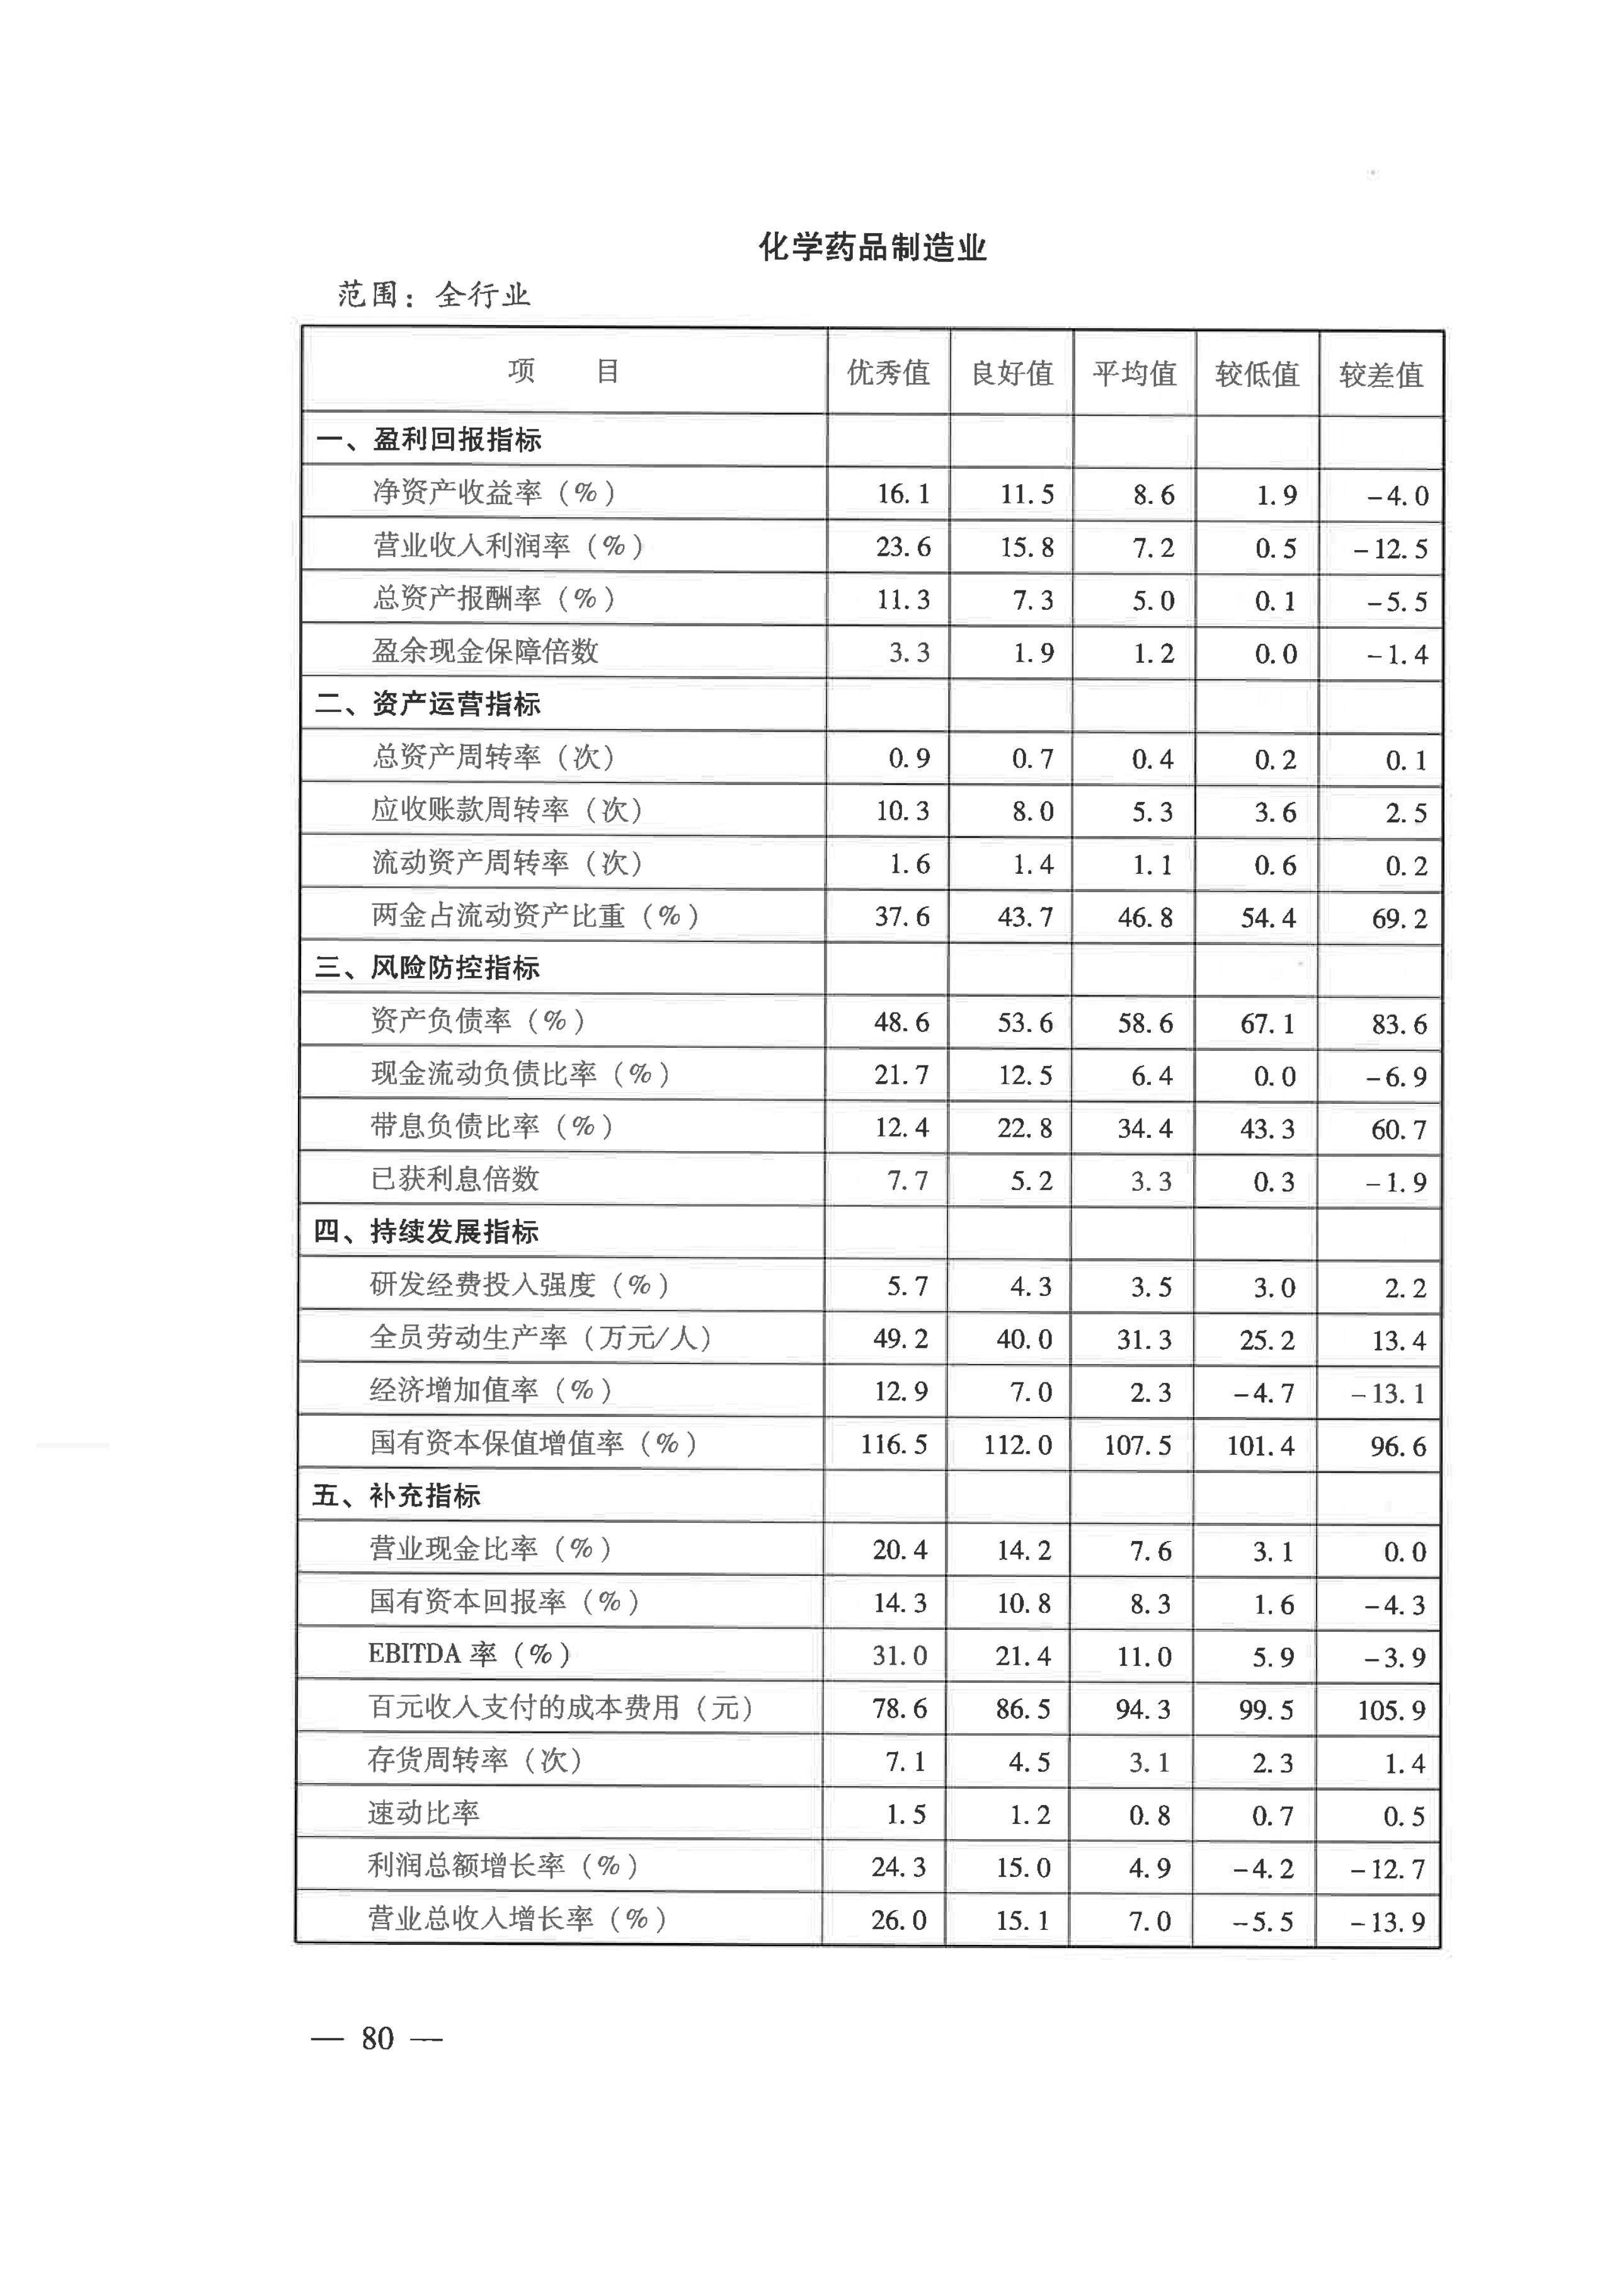 化学药品制造业
范围：全行业
项 目 优秀值 良好值 平均值 较低值 较差值
一、盈利回报指标
净资产收益率（%） 16.1 11.5 8.6 1.9 -4.0
营业收入利润率（%） 23.6 15.8 7.2 0.5 -12.5
总资产报酬率（%） 11.3 7.3 5.0 0.1 -5.5
盈余现金保障倍数 3.3 1.9 1.2 0.0 -1.4
二、资产运营指标
总资产周转率（次） 0.9 0.7 0.4 0.2 0.1
应收账款周转率（次） 10.3 8.0 5.3 3.6 2.5
流动资产周转率（次） 1.6 1.4 1.1 0.6 0.2
两金占流动资产比重（%） 37.6 43.7 46.8 54.4 69.2
三、风险防控指标
资产负债率（%） 48.6 53.6 58.6 67.1 83.6
现金流动负债比率（%） 21.7 12.5 6.4 0.0 -6.9
带息负债比率（%） 12.4 22.8 34.4 43.3 60.7
已获利息倍数 7.7 5.2 3.3 0.3 -1.9
四、持续发展指标
研发经费投入强度（%） 5.7 4.3 3.5 3.0 2.2
全员劳动生产率（万元/人） 49.2 40.0 31.3 25.2 13.4
经济增加值率（%） 12.9 7.0 2.3 -4.7 -13.1
国有资本保值增值率（%） 116.5 112.0 107.5 101.4 96.6
五、补充指标
营业现金比率（%） 20.4 14.2 7.6 3.1 0.0
国有资本回报率（%） 14.3 10.8 8.3 1.6 -4.3
EBITDA 率（%） 31.0 21.4 11.0 5.9 -3.9
百元收入支付的成本费用（元） 78.6 86.5 94.3 99.5 105.9
存货周转率（次） 7.1 4.5 3.1 2.3 1.4
速动比率 1.5 1.2 0.8 0.7 0.5
利润总额增长率（%） 24.3 15.0 4.9 -4.2 -12.7
营业总收入增长率（%） 26.0 15.1 7.0 -5.5 -13.9
— 80 —